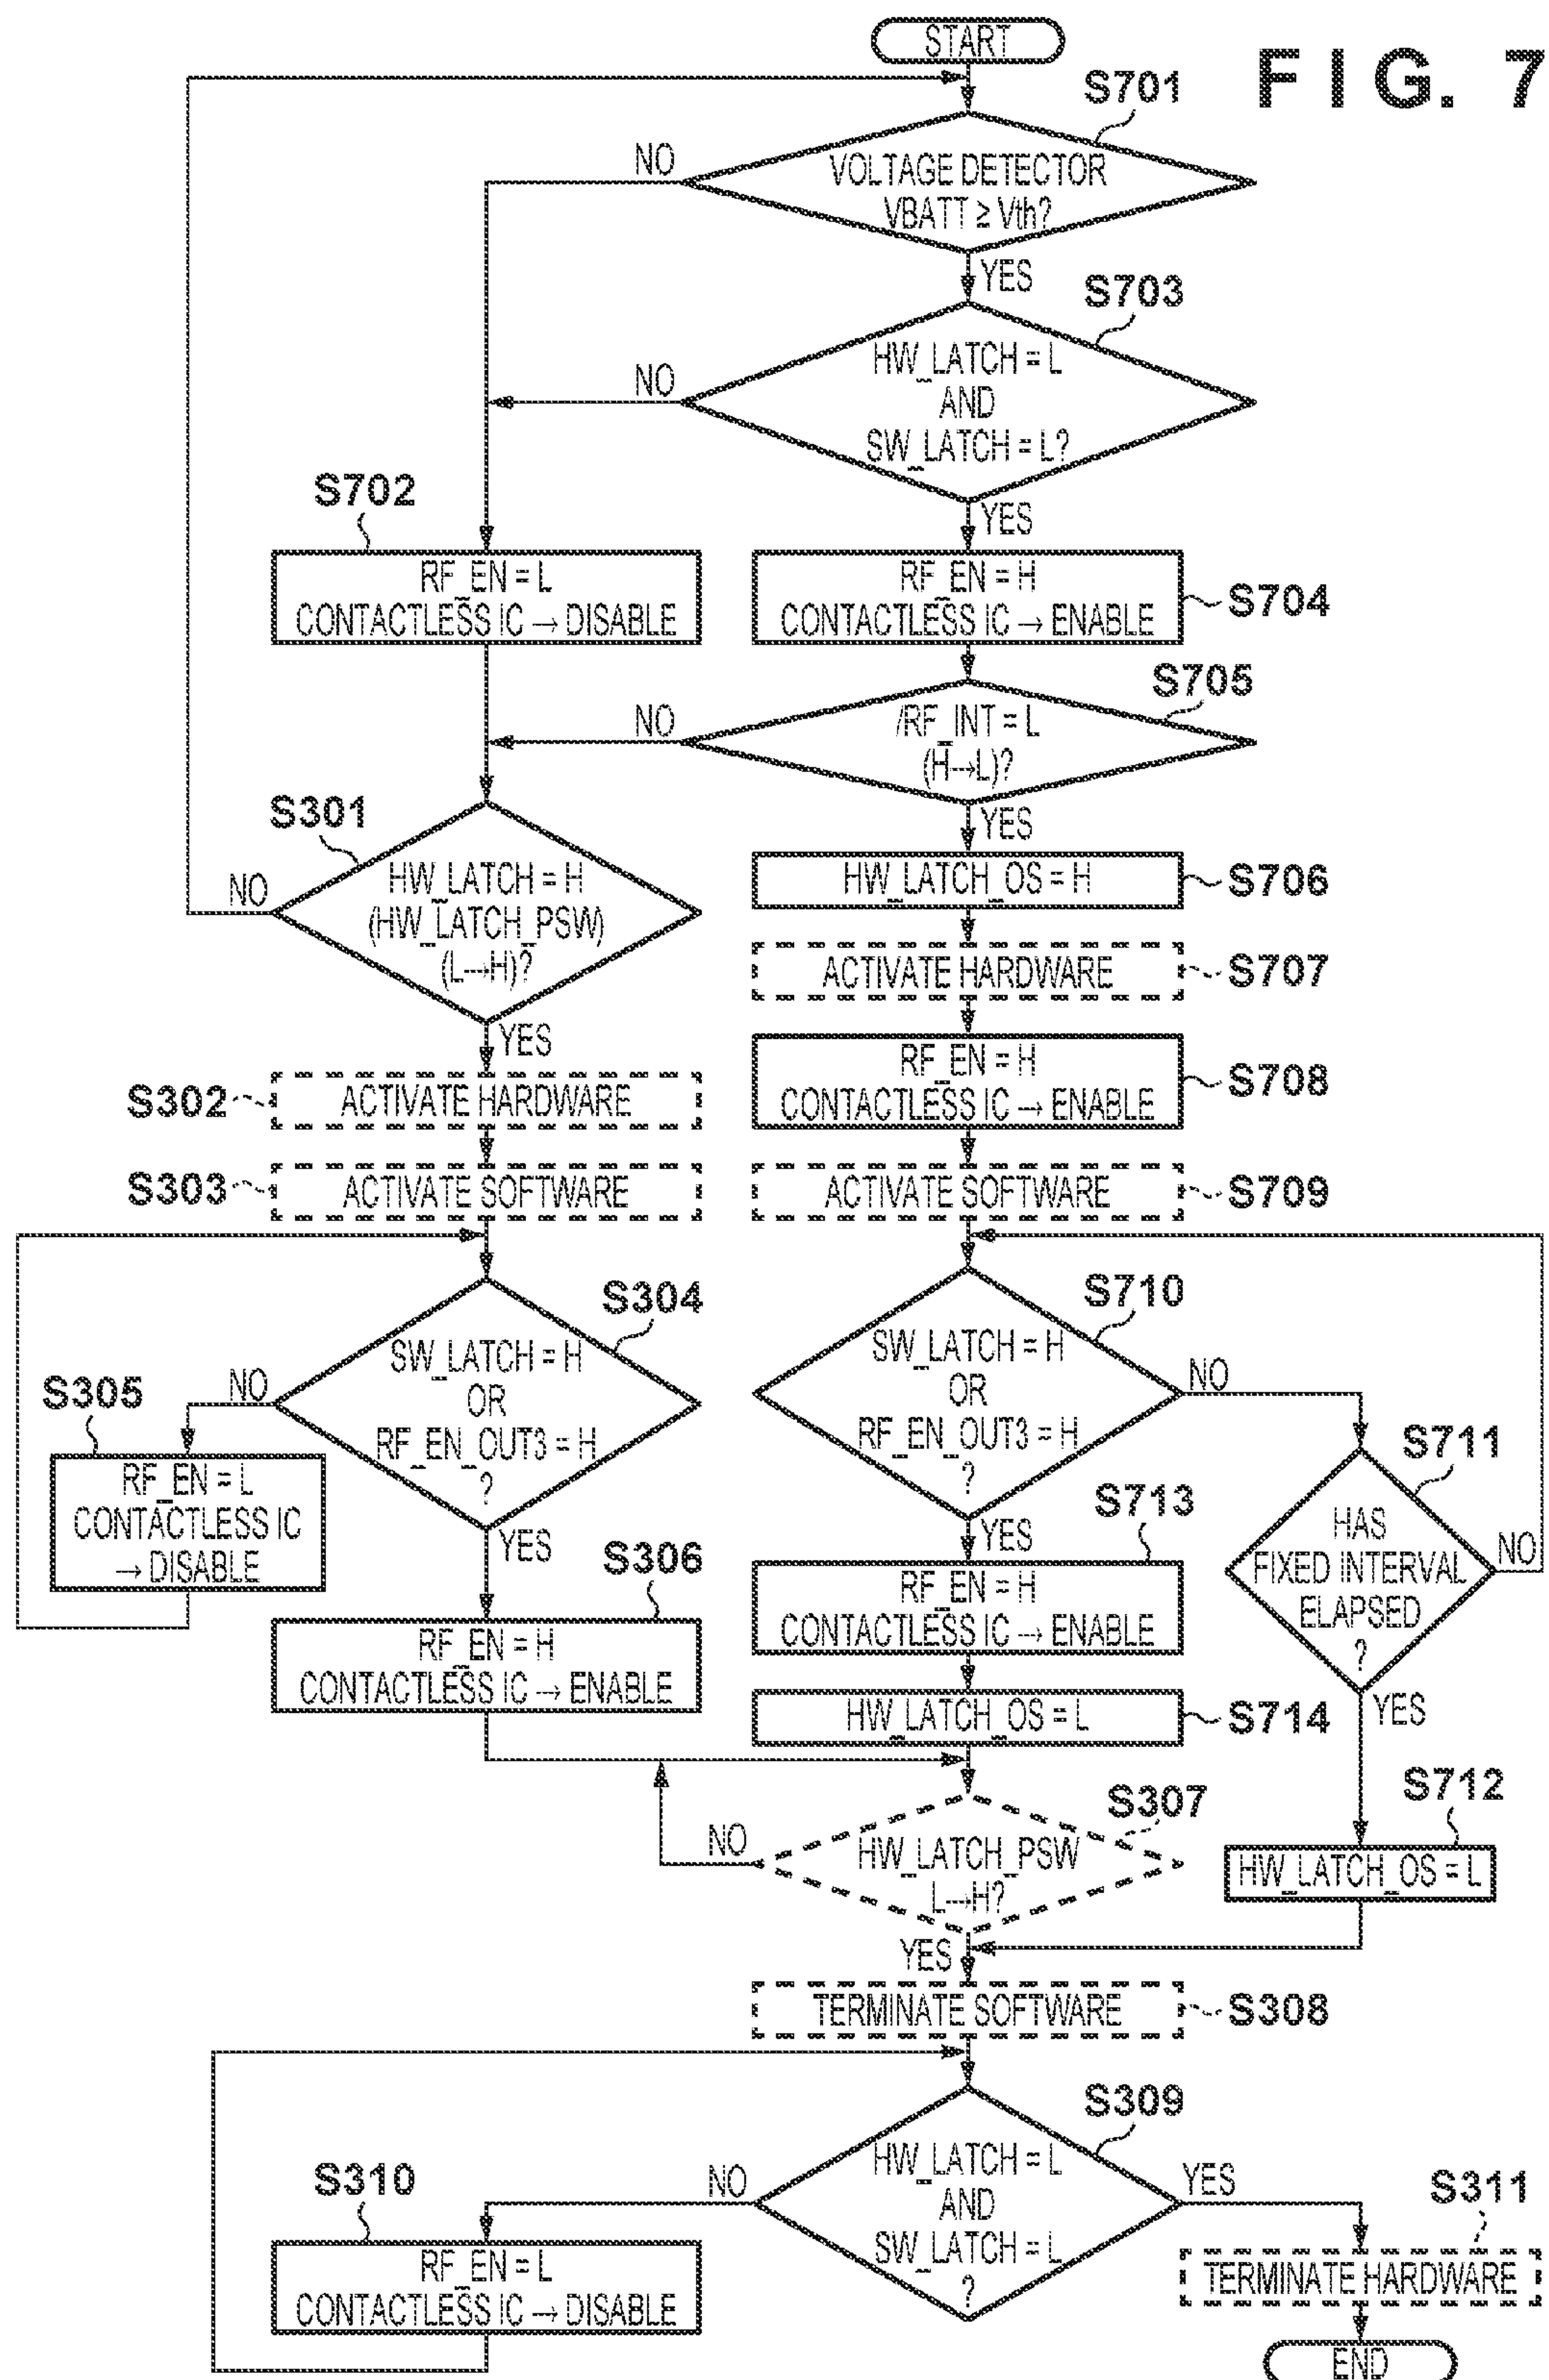 START
FIG. 7
S701
NO
VOLTAGE DETECTOR
VBATT ≥ Vth?
YES
S703
NO
HW_LATCH = L
AND
SW_LATCH = L?
YES
S702
RF_EN = L
CONTACTLESS IC → DISABLE
RF_EN = H
CONTACTLESS IC → ENABLE
S704
S705
NO
/RF_INT = L
(H→L)?
YES
S301
NO
HW_LATCH = H
(HW_LATCH_PSW)
(L→H)?
YES
HW_LATCH_OS = H
S706
ACTIVATE HARDWARE
S707
RF_EN = H
CONTACTLESS IC → ENABLE
S708
S302
ACTIVATE HARDWARE
S303
ACTIVATE SOFTWARE
ACTIVATE SOFTWARE
S709
S304
SW_LATCH = H
OR
RF_EN_OUT3 = H
?
NO
YES
S305
RF_EN = L
CONTACTLESS IC
→ DISABLE
S306
RF_EN = H
CONTACTLESS IC → ENABLE
S710
SW_LATCH = H
OR
RF_EN_OUT3 = H
?
NO
YES
S711
HAS
FIXED INTERVAL
ELAPSED
?
NO
YES
S713
RF_EN = H
CONTACTLESS IC → ENABLE
HW_LATCH_OS = L
S714
S307
NO
HW_LATCH_PSW
L→H?
YES
S712
HW_LATCH_OS = L
TERMINATE SOFTWARE
S308
S309
HW_LATCH = L
AND
SW_LATCH = L
?
NO
YES
S310
RF_EN = L
CONTACTLESS IC → DISABLE
S311
TERMINATE HARDWARE
END